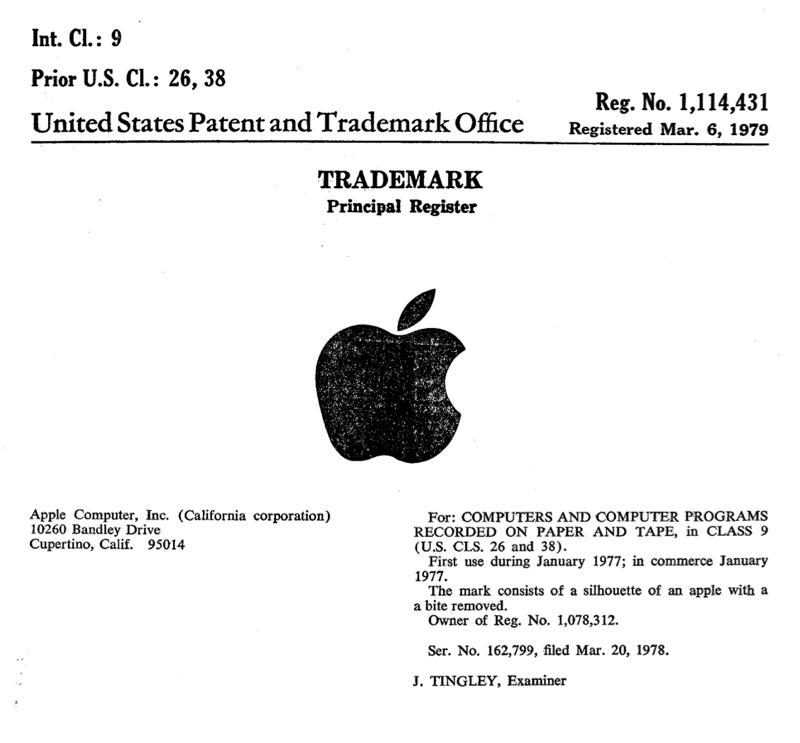 Int. Cl.: 9
Prior U.S. Cl.: 26, 38
United States Patent and Trademark Office
Reg. No. 1,114,431
Registered Mar. 6, 1979
TRADEMARK
Principal Register
Apple Computer, Inc. (California corporation)
10260 Bandley Drive
Cupertino, Calif. 95014
For: COMPUTERS AND COMPUTER PROGRAMS
RECORDED ON PAPER AND TAPE, in CLASS 9
(U.S. CLS. 26 and 38).
First use during January 1977; in commerce January
1977.
The mark consists of a silhouette of an apple with a
a bite removed.
Owner of Reg. No. 1,078,312.
Ser. No. 162,799, filed Mar. 20, 1978.
J. TINGLEY, Examiner